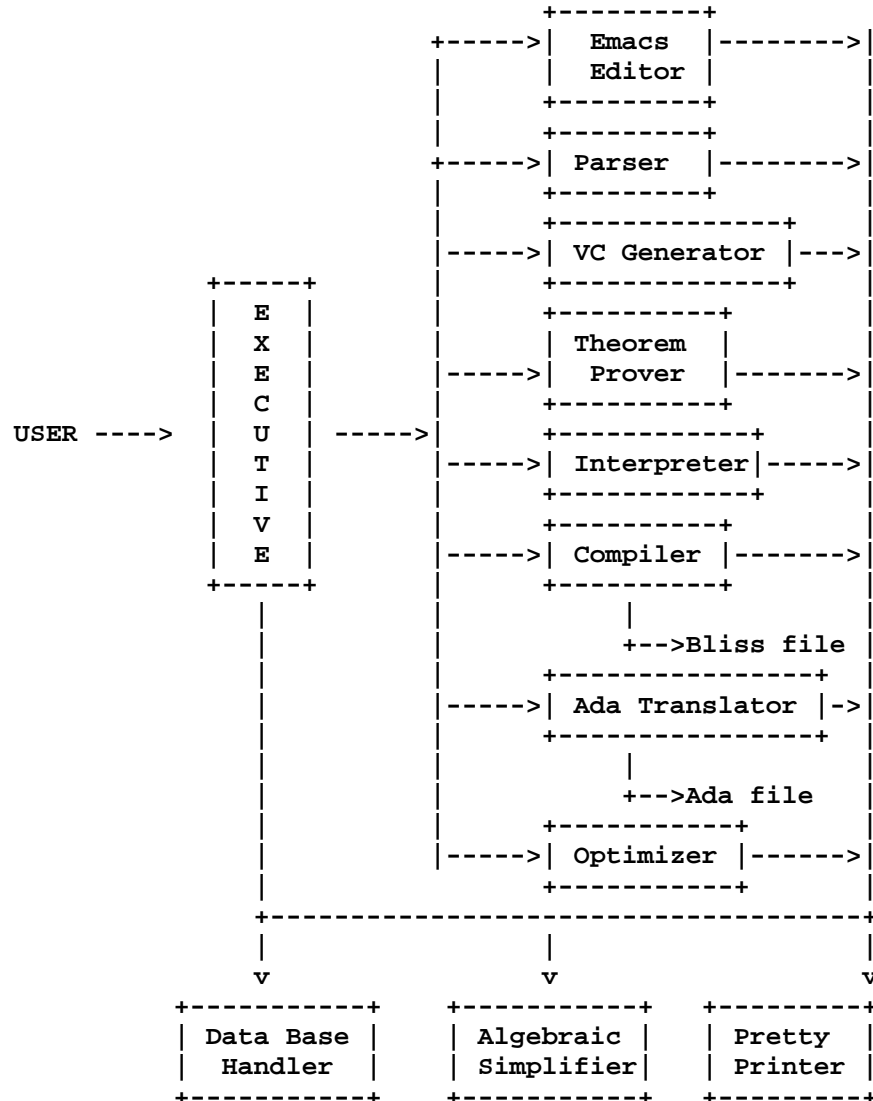 Emacs
Editor
Parser
VC Generator
EXECUTIVE
Theorem
Prover
USER
Interpreter
Compiler
Bliss file
Ada Translator
Ada file
Optimizer
Data Base
Handler
Algebraic
Simplifier
Pretty
Printer